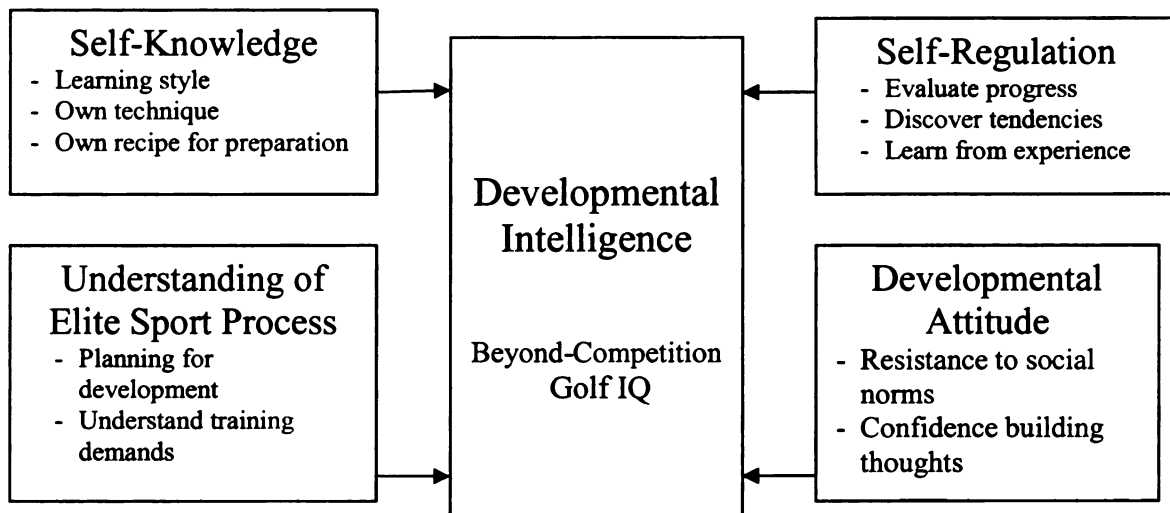 Self-Knowledge
- Learning style
- Own technique
- Own recipe for preparation
Understanding of
Elite Sport Process
- Planning for
development
- Understand training
demands
Developmental
Intelligence
Beyond-Competition
Golf IQ
Self-Regulation
- Evaluate progress
- Discover tendencies
- Learn from experience
Developmental
Attitude
- Resistance to social
norms
- Confidence building
thoughts